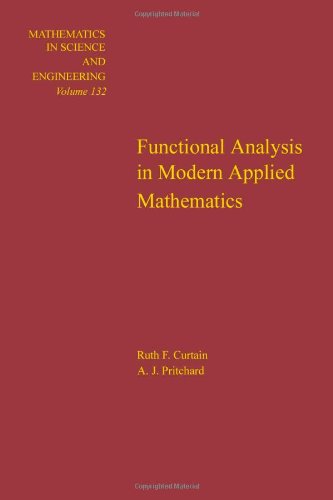 MATHEMATICS
IN SCIENCE
AND
ENGINEERING
Volume 132
Functional Analysis
in Modern Applied
Mathematics
Ruth F. Curtain
A. J. Pritchard